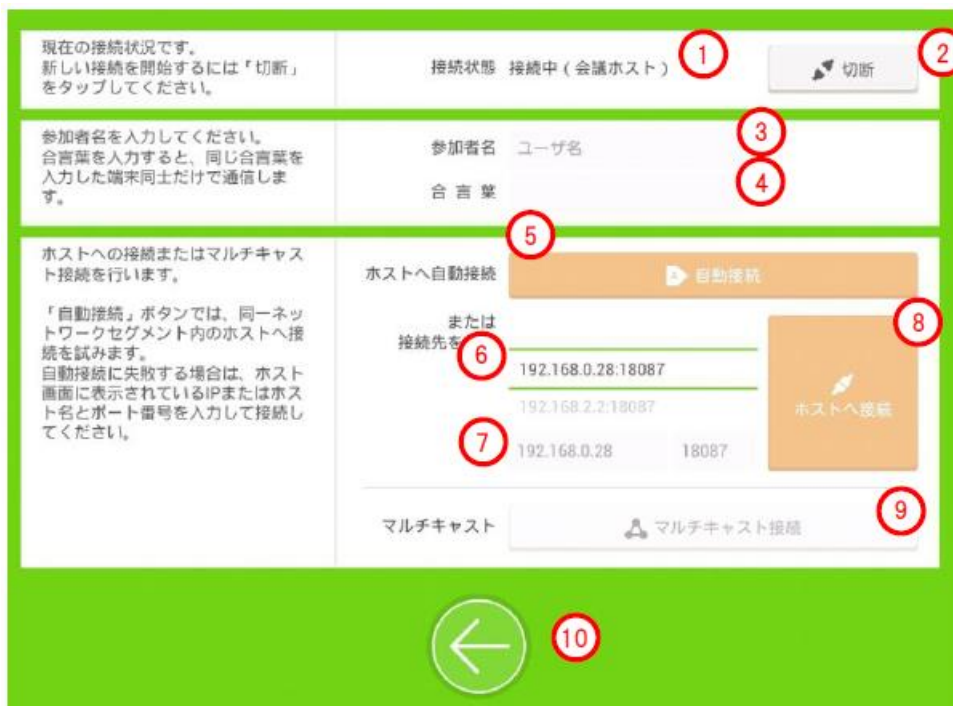 現在の接続状況です。
新しい接続を開始するには「切断」
をタップしてください。
接続状態 接続中 ( 会議ホスト )
1
切断
2
参加者名を入力してください。
合言葉を入力すると、同じ合言葉を
入力した端末同士だけで通信しま
す。
参加者名 ユーザ名
3
合 言 葉
4
ホストへの接続またはマルチキャス
ト接続を行います。
「自動接続」ボタンでは、同一ネッ
トワークセグメント内のホストへ接
続を試みます。
自動接続に失敗する場合は、ホスト
画面に表示されているIPまたはホス
ト名とポート番号を入力して接続し
てください。
5
ホストへ自動接続 自動接続
または
接続先を
6
192.168.0.28:18087
192.168.2.2:18087
7
192.168.0.28 18087
8
ホストへ接続
9
マルチキャスト マルチキャスト接続
10